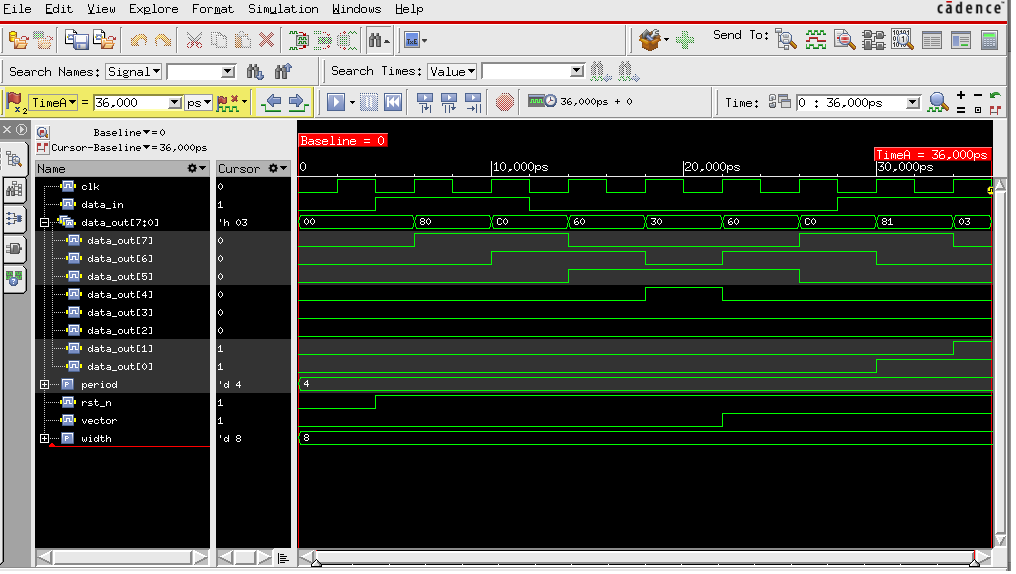 Eile Edit View Explore Format Simulation Windows Help cādence
Send To:
Search Names: Signal Search Times: Value
x2 TimeA = 36,000 ps 36,000ps + 0 Time: 0 : 36,000ps
Baseline = 0
Cursor-Baseline = 36,000ps
Baseline = 0
TimeA = 36,000ps
0 10,000ps 20,000ps 30,000ps
Name Cursor
clk 0
data_in 1
data_out[7:0] 'h 03 00 80 C0 60 30 60 C0 81 03
data_out[7] 0
data_out[6] 0
data_out[5] 0
data_out[4] 0
data_out[3] 0
data_out[2] 0
data_out[1] 1
data_out[0] 1
period 'd 4 4
rst_n 1
vector 1
width 'd 8 8